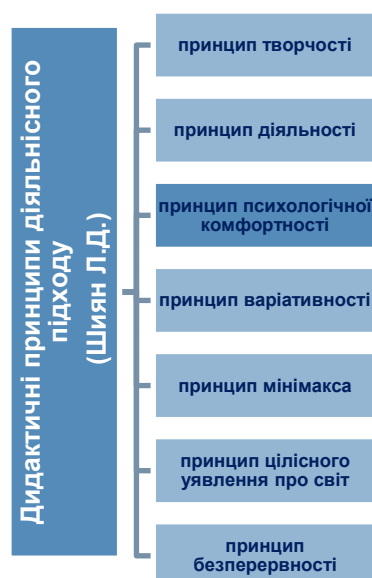 Дидактичні принципи діяльнісного
підходу
(Шиян Л.Д.)
принцип творчості
принцип діяльності
принцип психологічної
комфортності
принцип варіативності
принцип мінімакса
принцип цілісного
уявлення про світ
принцип
безперервності